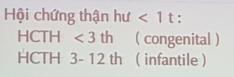 Hội chứng thận hư < 1 t :
HCTH < 3 th ( congenital )
HCTH 3- 12 th ( infantile )